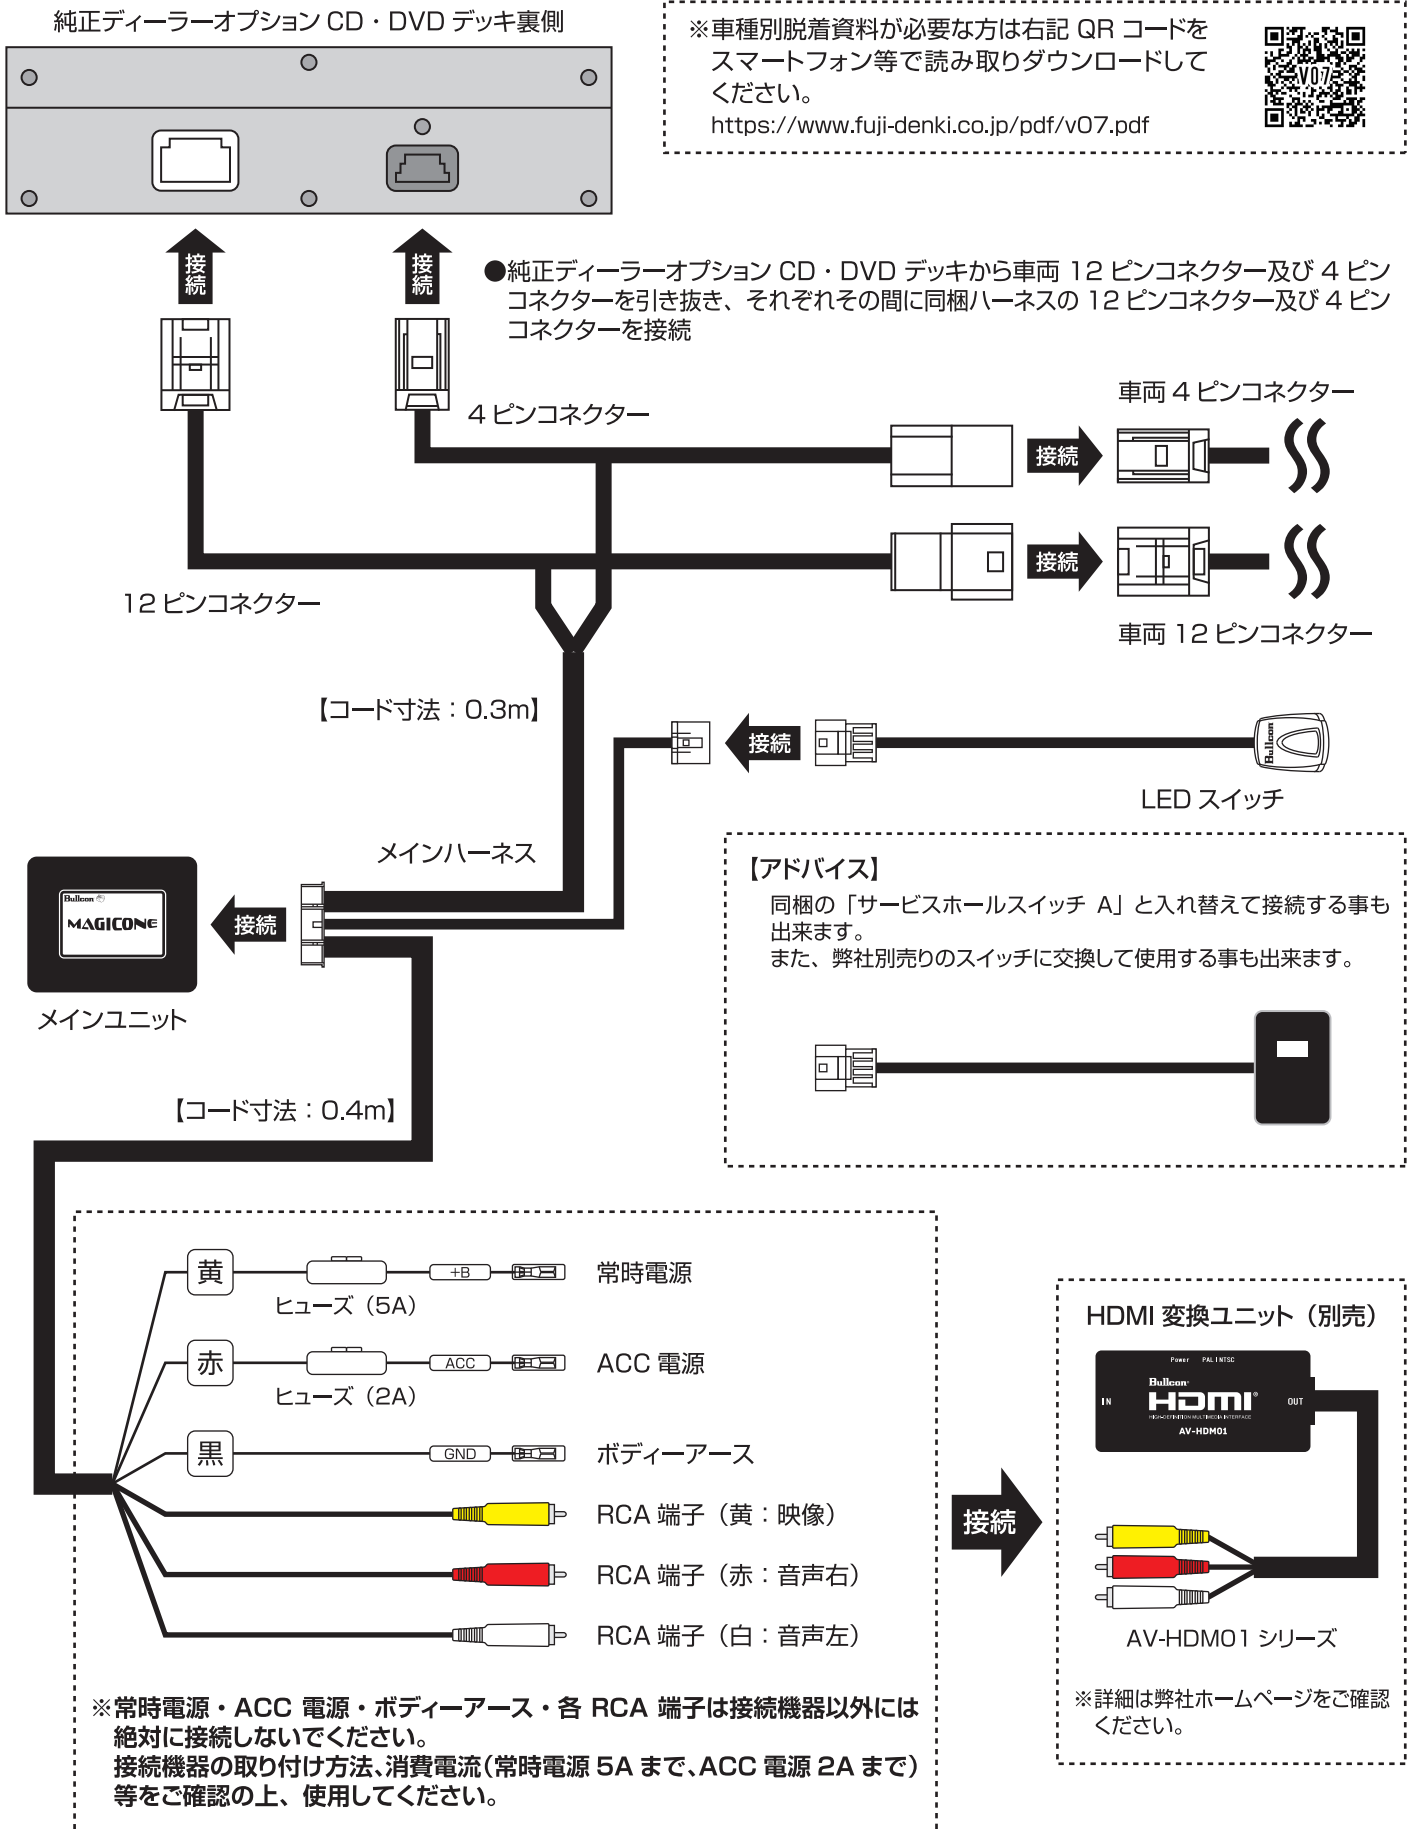 純正ディーラーオプション CD・DVD デッキ裏側
※車種別脱着資料が必要な方は右記 QR コードを
スマートフォン等で読み取りダウンロードして
ください。
https://www.fuji-denki.co.jp/pdf/v07.pdf
V07
接続
接続
●純正ディーラーオプション CD・DVD デッキから車両 12 ピンコネクター及び 4 ピン
コネクターを引き抜き、それぞれその間に同梱ハーネスの 12 ピンコネクター及び 4 ピン
コネクターを接続
4 ピンコネクター
車両 4 ピンコネクター
接続
接続
12 ピンコネクター
車両 12 ピンコネクター
【コード寸法：0.3m】
接続
Bullcon
LED スイッチ
メインハーネス
Bullcon
MAGICONE
接続
メインユニット
【アドバイス】
同梱の「サービスホールスイッチ A」と入れ替えて接続する事も
出来ます。
また、弊社別売りのスイッチに交換して使用する事も出来ます。
【コード寸法：0.4m】
黄
+B
常時電源
ヒューズ（5A）
赤
ACC
ACC 電源
ヒューズ（2A）
黒
GND
ボディーアース
RCA 端子（黄：映像）
RCA 端子（赤：音声右）
RCA 端子（白：音声左）
※常時電源・ACC 電源・ボディーアース・各 RCA 端子は接続機器以外には
絶対に接続しないでください。
接続機器の取り付け方法、消費電流（常時電源 5A まで、ACC 電源 2A まで）
等をご確認の上、使用してください。
接続
HDMI 変換ユニット（別売）
Power PAL | NTSC
Bullcon
IN
HDMI
OUT
HIGH-DEFINITION MULTIMEDIA INTERFACE
AV-HDM01
AV-HDM01 シリーズ
※詳細は弊社ホームページをご確認
ください。